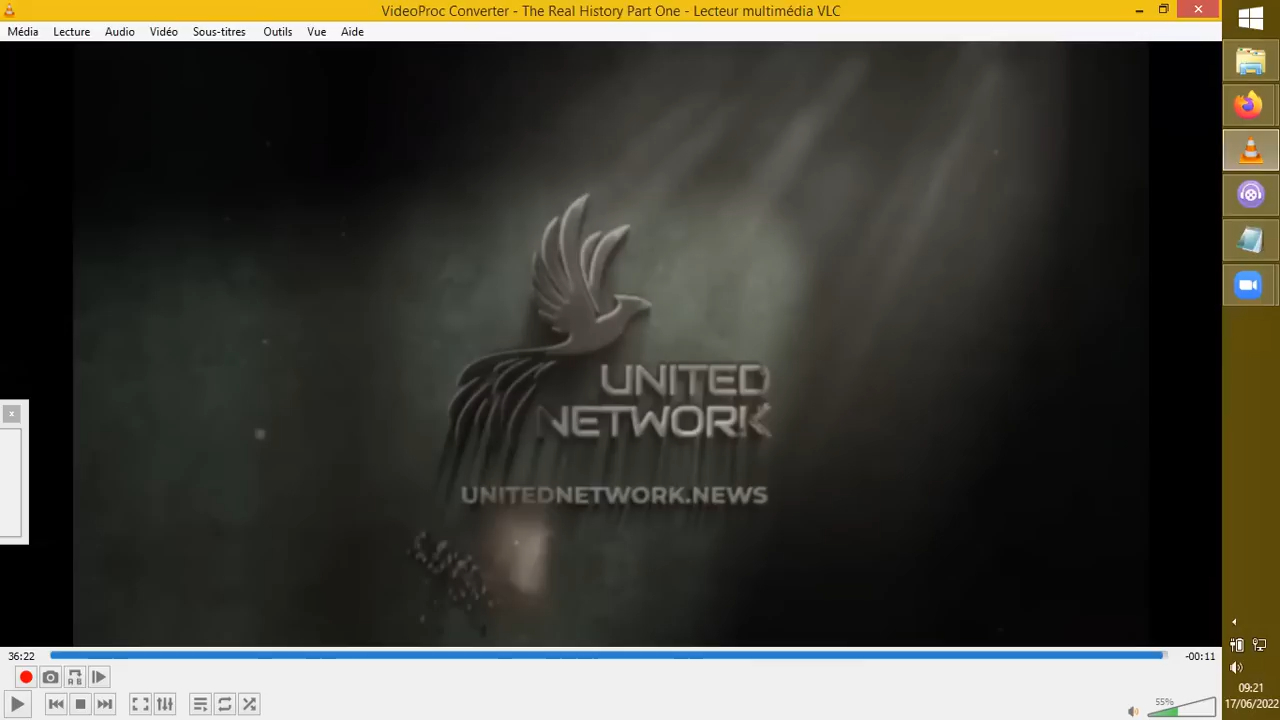 VideoProc Converter - The Real History Part One - Lecteur multimédia VLC
Média Lecture Audio Vidéo Sous-titres Outils Vue Aide
UNITED
NETWORK
UNITEDNETWORK.NEWS
36:22
-00:11
A B
55%
09:21
17/06/2022